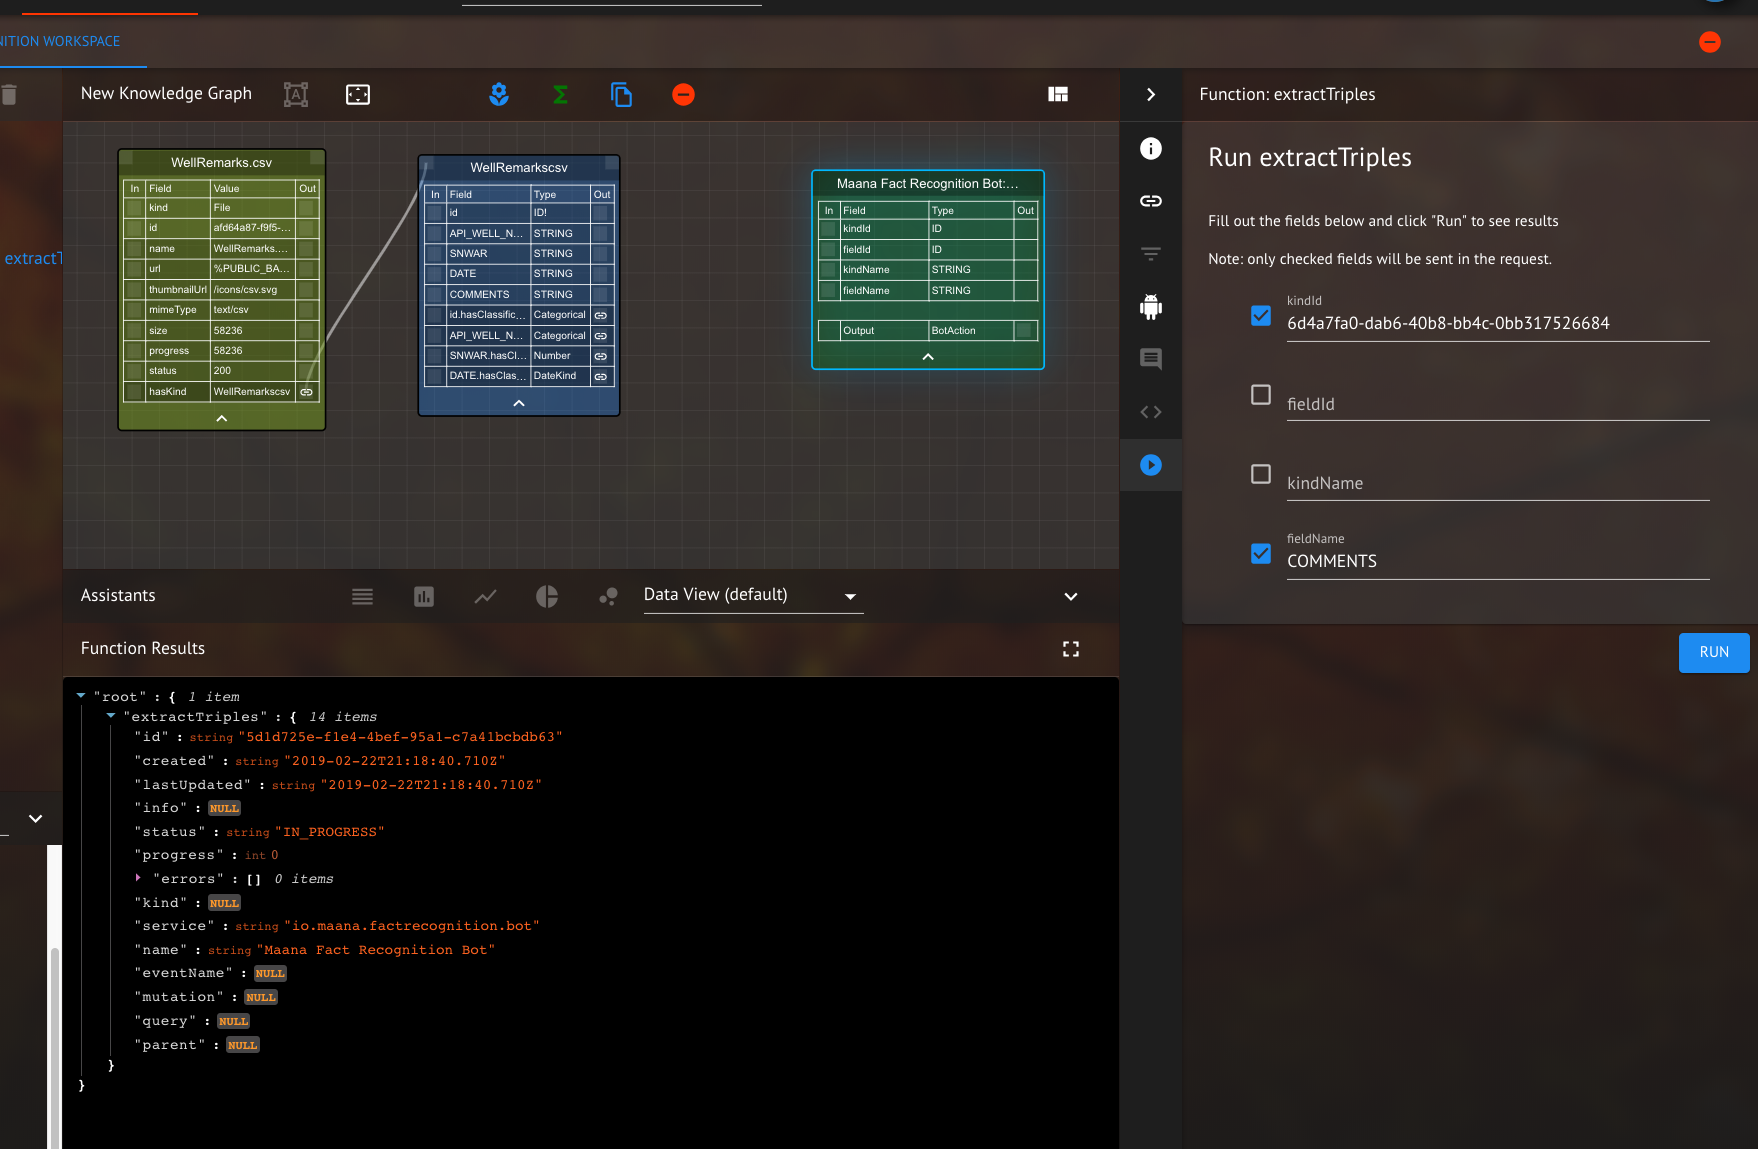 NITION WORKSPACE
New Knowledge Graph
Function: extractTriples
extractT
WellRemarks.csv
In Field Value Out
kind File
id afd64a87-f9f5-...
name WellRemarks....
url %PUBLIC_BA...
thumbnailUrl /icons/csv.svg
mimeType text/csv
size 58236
progress 58236
status 200
hasKind WellRemarkscsv
WellRemarkscsv
In Field Type Out
id ID!
API_WELL_N... STRING
SNWAR STRING
DATE STRING
COMMENTS STRING
id.hasClassific... Categorical
API_WELL_N... Categorical
SNWAR.hasCl... Number
DATE.hasClas... DateKind
Maana Fact Recognition Bot:...
In Field Type Out
kindId ID
fieldId ID
kindName STRING
fieldName STRING
Output BotAction
Run extractTriples
Fill out the fields below and click "Run" to see results
Note: only checked fields will be sent in the request.
kindId
6d4a7fa0-dab6-40b8-bb4c-0bb317526684
fieldId
kindName
fieldName
COMMENTS
RUN
Assistants
Data View (default)
Function Results
"root" : { 1 item
"extractTriples" : { 14 items
"id" : string "5d1d725e-f1e4-4bef-95a1-c7a41bcbdb63"
"created" : string "2019-02-22T21:18:40.710Z"
"lastUpdated" : string "2019-02-22T21:18:40.710Z"
"info" : NULL
"status" : string "IN_PROGRESS"
"progress" : int 0
"errors" : [] 0 items
"kind" : NULL
"service" : string "io.maana.factrecognition.bot"
"name" : string "Maana Fact Recognition Bot"
"eventName" : NULL
"mutation" : NULL
"query" : NULL
"parent" : NULL
}
}